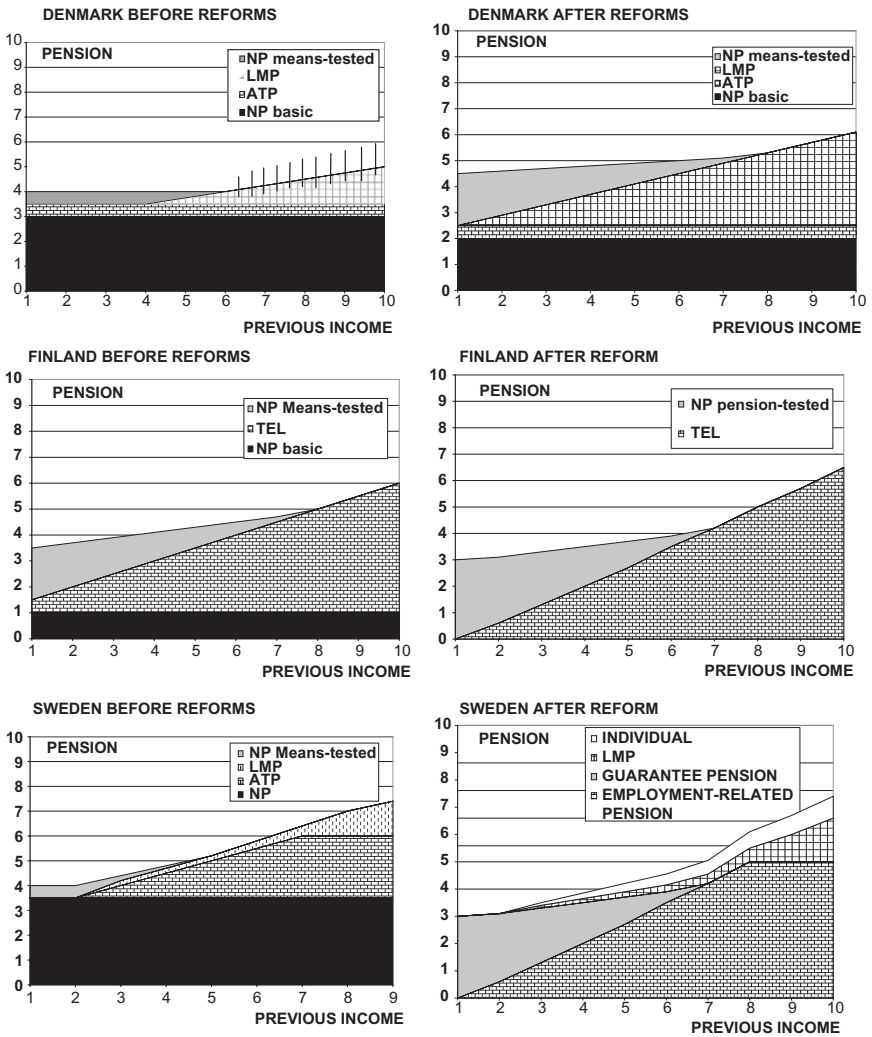 DENMARK BEFORE REFORMS
10
9
8
7
6
5
4
3
2
1
0
PENSION
NP means-tested
LMP
ATP
NP basic
1 2 3 4 5 6 7 8 9 10
PREVIOUS INCOME
DENMARK AFTER REFORMS
10
9
8
7
6
5
4
3
2
1
0
PENSION
NP means-tested
LMP
ATP
NP basic
1 2 3 4 5 6 7 8 9 10
PREVIOUS INCOME
FINLAND BEFORE REFORMS
10
9
8
7
6
5
4
3
2
1
0
PENSION
NP Means-tested
TEL
NP basic
1 2 3 4 5 6 7 8 9 10
PREVIOUS INCOME
FINLAND AFTER REFORM
10
9
8
7
6
5
4
3
2
1
0
PENSION
NP pension-tested
TEL
1 2 3 4 5 6 7 8 9 10
PREVIOUS INCOME
SWEDEN BEFORE REFORMS
10
9
8
7
6
5
4
3
2
1
0
PENSION
NP Means-tested
LMP
ATP
NP
1 2 3 4 5 6 7 8 9
PREVIOUS INCOME
SWEDEN AFTER REFORM
10
9
8
7
6
5
4
3
2
1
0
PENSION
INDIVIDUAL
LMP
GUARANTEE PENSION
EMPLOYMENT-RELATED
PENSION
1 2 3 4 5 6 7 8 9 10
PREVIOUS INCOME